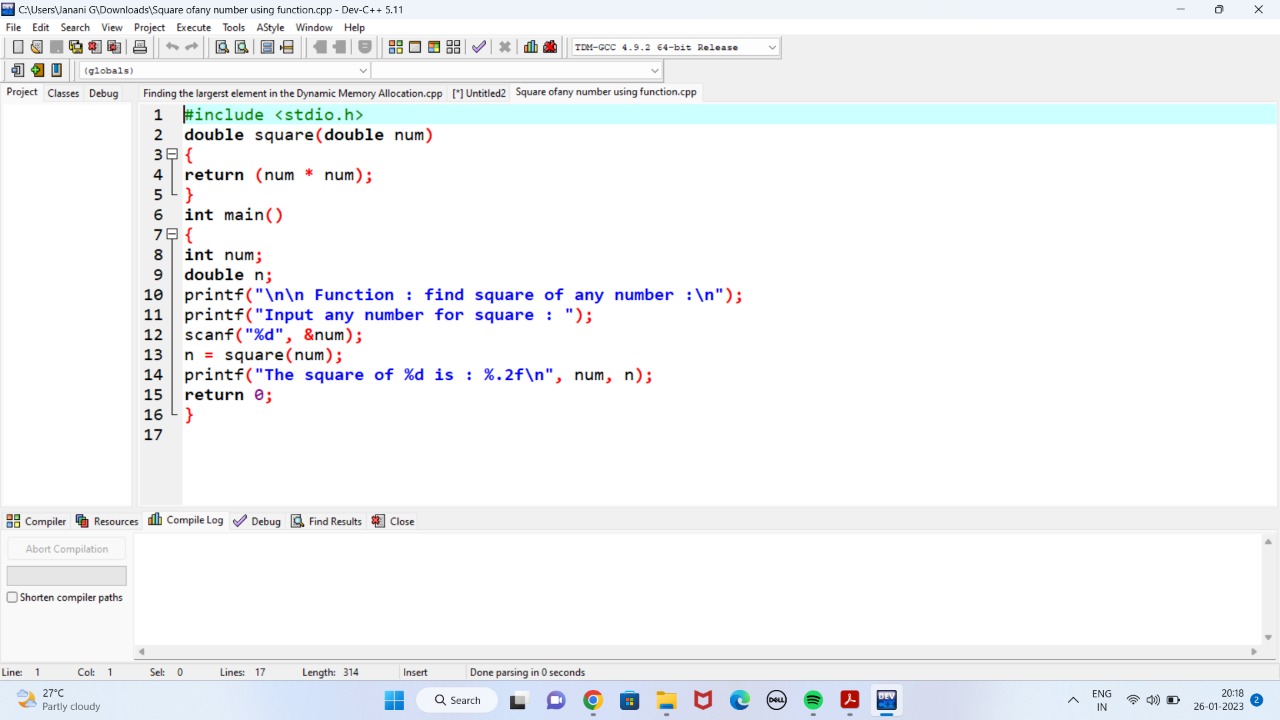 C:\Users\Janani G\Downloads\Square ofany number using function.cpp - Dev-C++ 5.11
File Edit Search View Project Execute Tools AStyle Window Help
TDM-GCC 4.9.2 64-bit Release
(globals)
Project Classes Debug
Finding the largest element in the Dynamic Memory Allocation.cpp [*] Untitled2 Square ofany number using function.cpp
1 #include <stdio.h>
2 double square(double num)
3 {
4 return (num * num);
5 }
6 int main()
7 {
8 int num;
9 double n;
10 printf("\n\n Function : find square of any number :\n");
11 printf("Input any number for square : ");
12 scanf("%d", &num);
13 n = square(num);
14 printf("The square of %d is : %.2f\n", num, n);
15 return 0;
16 }
17
Compiler Resources Compile Log Debug Find Results Close
Abort Compilation
Shorten compiler paths
Line: 1 Col: 1 Sel: 0 Lines: 17 Length: 314 Insert Done parsing in 0 seconds
27°C
Partly cloudy
Search
DELL
DEV
ENG
IN
20:18
26-01-2023
2